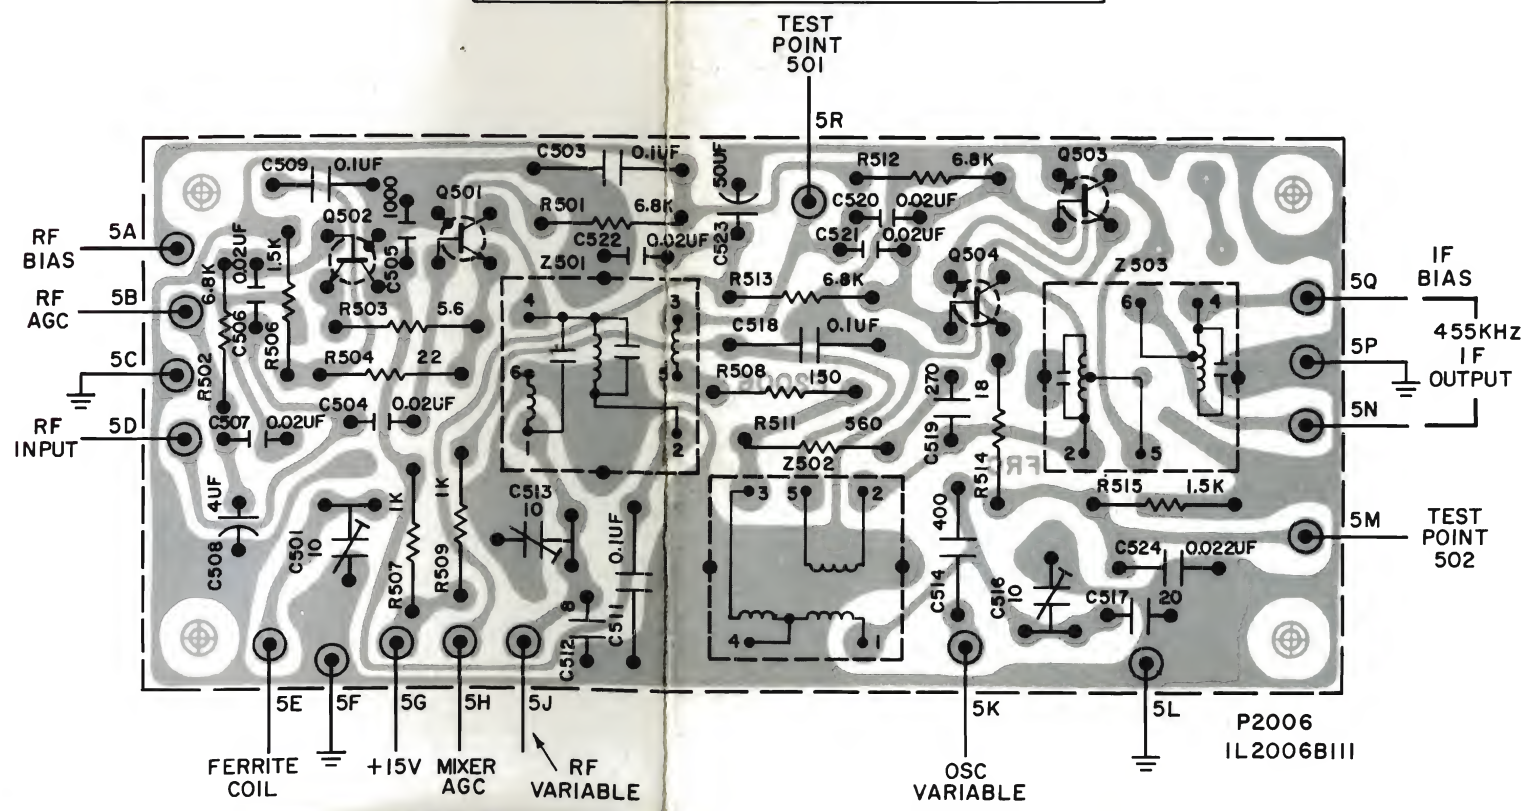 TEST
POINT
501
5R
C509
0.1UF
C503
0.1UF
50UF
C523
R512
6.8K
Q503
1000
C505
Q501
Q502
R501
6.8K
C520
0.02UF
C521
0.02UF
C522
0.02UF
RF
BIAS
5A
0.02UF
1.5K
6.8K
Z501
R513
6.8K
Q504
Z503
5Q
IF
BIAS
RF
AGC
5B
R503
5.6
4
3
6
4
C518
0.1UF
455KHz
IF
OUTPUT
5P
C506
R506
R502
5C
R504
22
6
5
R508
150
270
18
C519
R514
5N
RF
INPUT
5D
C507
0.02UF
C504
0.02UF
1
2
R511
560
Z502
2
5
FRC
4UF
C508
C501
10
1K
R507
1K
R509
C513
10
0.1UF
C511
3
5
2
4
1
400
C514
R515
1.5K
5M
TEST
POINT
502
C524
0.022UF
C516
10
C517
20
8
C512
5E
5F
5G
5H
5J
5K
5L
P2006
1L2006B111
FERRITE
COIL
+15V
MIXER
AGC
RF
VARIABLE
OSC
VARIABLE